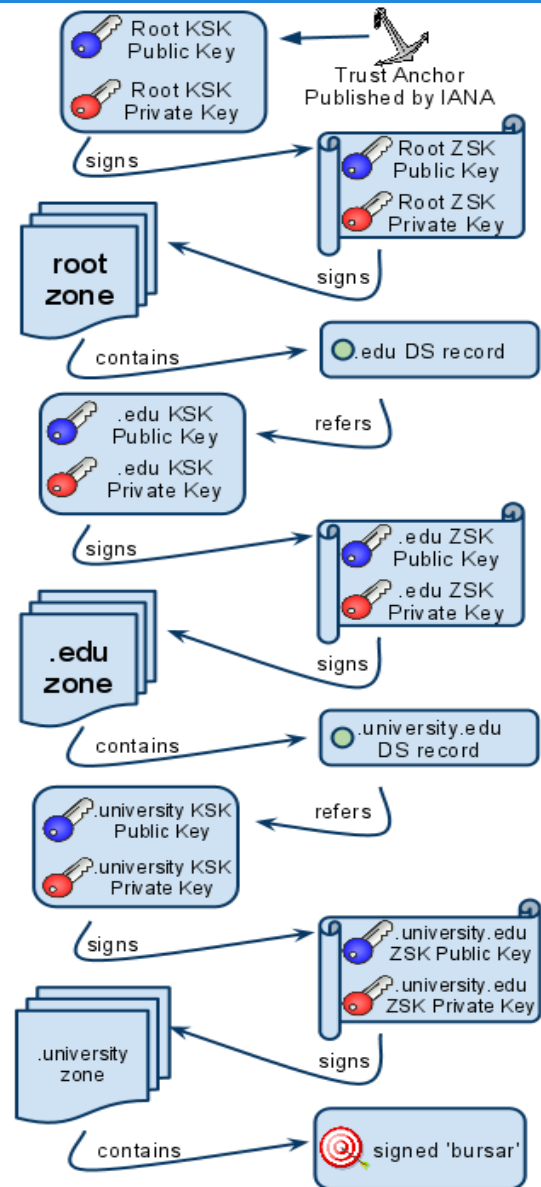 Root KSK
Public Key
Root KSK
Private Key
Trust Anchor
Published by IANA
signs
Root ZSK
Public Key
Root ZSK
Private Key
signs
root
zone
contains
.edu DS record
refers
.edu KSK
Public Key
.edu KSK
Private Key
signs
.edu ZSK
Public Key
.edu ZSK
Private Key
signs
.edu
zone
contains
.university.edu
DS record
refers
.university KSK
Public Key
.university KSK
Private Key
signs
.university.edu
ZSK Public Key
.university.edu
ZSK Private Key
signs
.university
zone
contains
signed 'bursar'